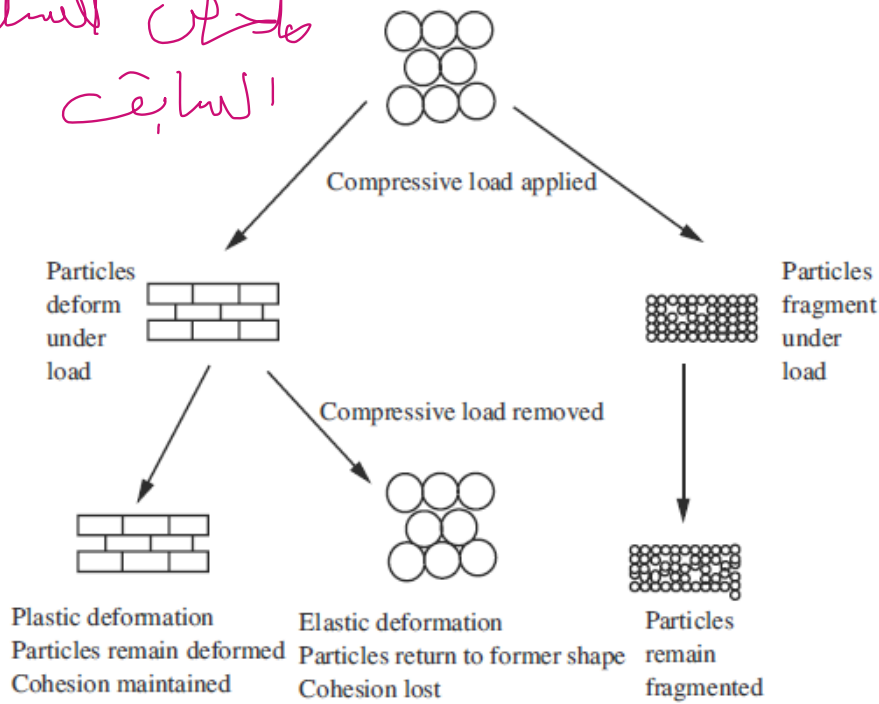 السابقة
Compressive load applied
Particles
deform
under
load
Particles
fragment
under
load
Compressive load removed
Plastic deformation
Particles remain deformed
Cohesion maintained
Elastic deformation
Particles return to former shape
Cohesion lost
Particles
remain
fragmented